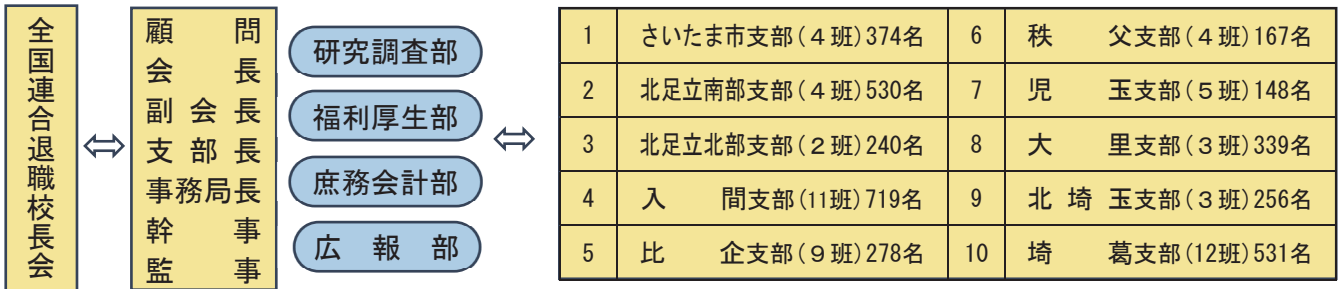 全国連合退職校長会
顧問
会長
副会長
支部長
事務局長
幹事
監事
研究調査部
福利厚生部
庶務会計部
広報部
1 さいたま市支部(4班)374名 6 秩父支部(4班)167名
2 北足立南部支部(4班)530名 7 児玉支部(5班)148名
3 北足立北部支部(2班)240名 8 大里支部(3班)339名
4 入間支部(11班)719名 9 北埼玉支部(3班)256名
5 比企支部(9班)278名 10 埼葛支部(12班)531名